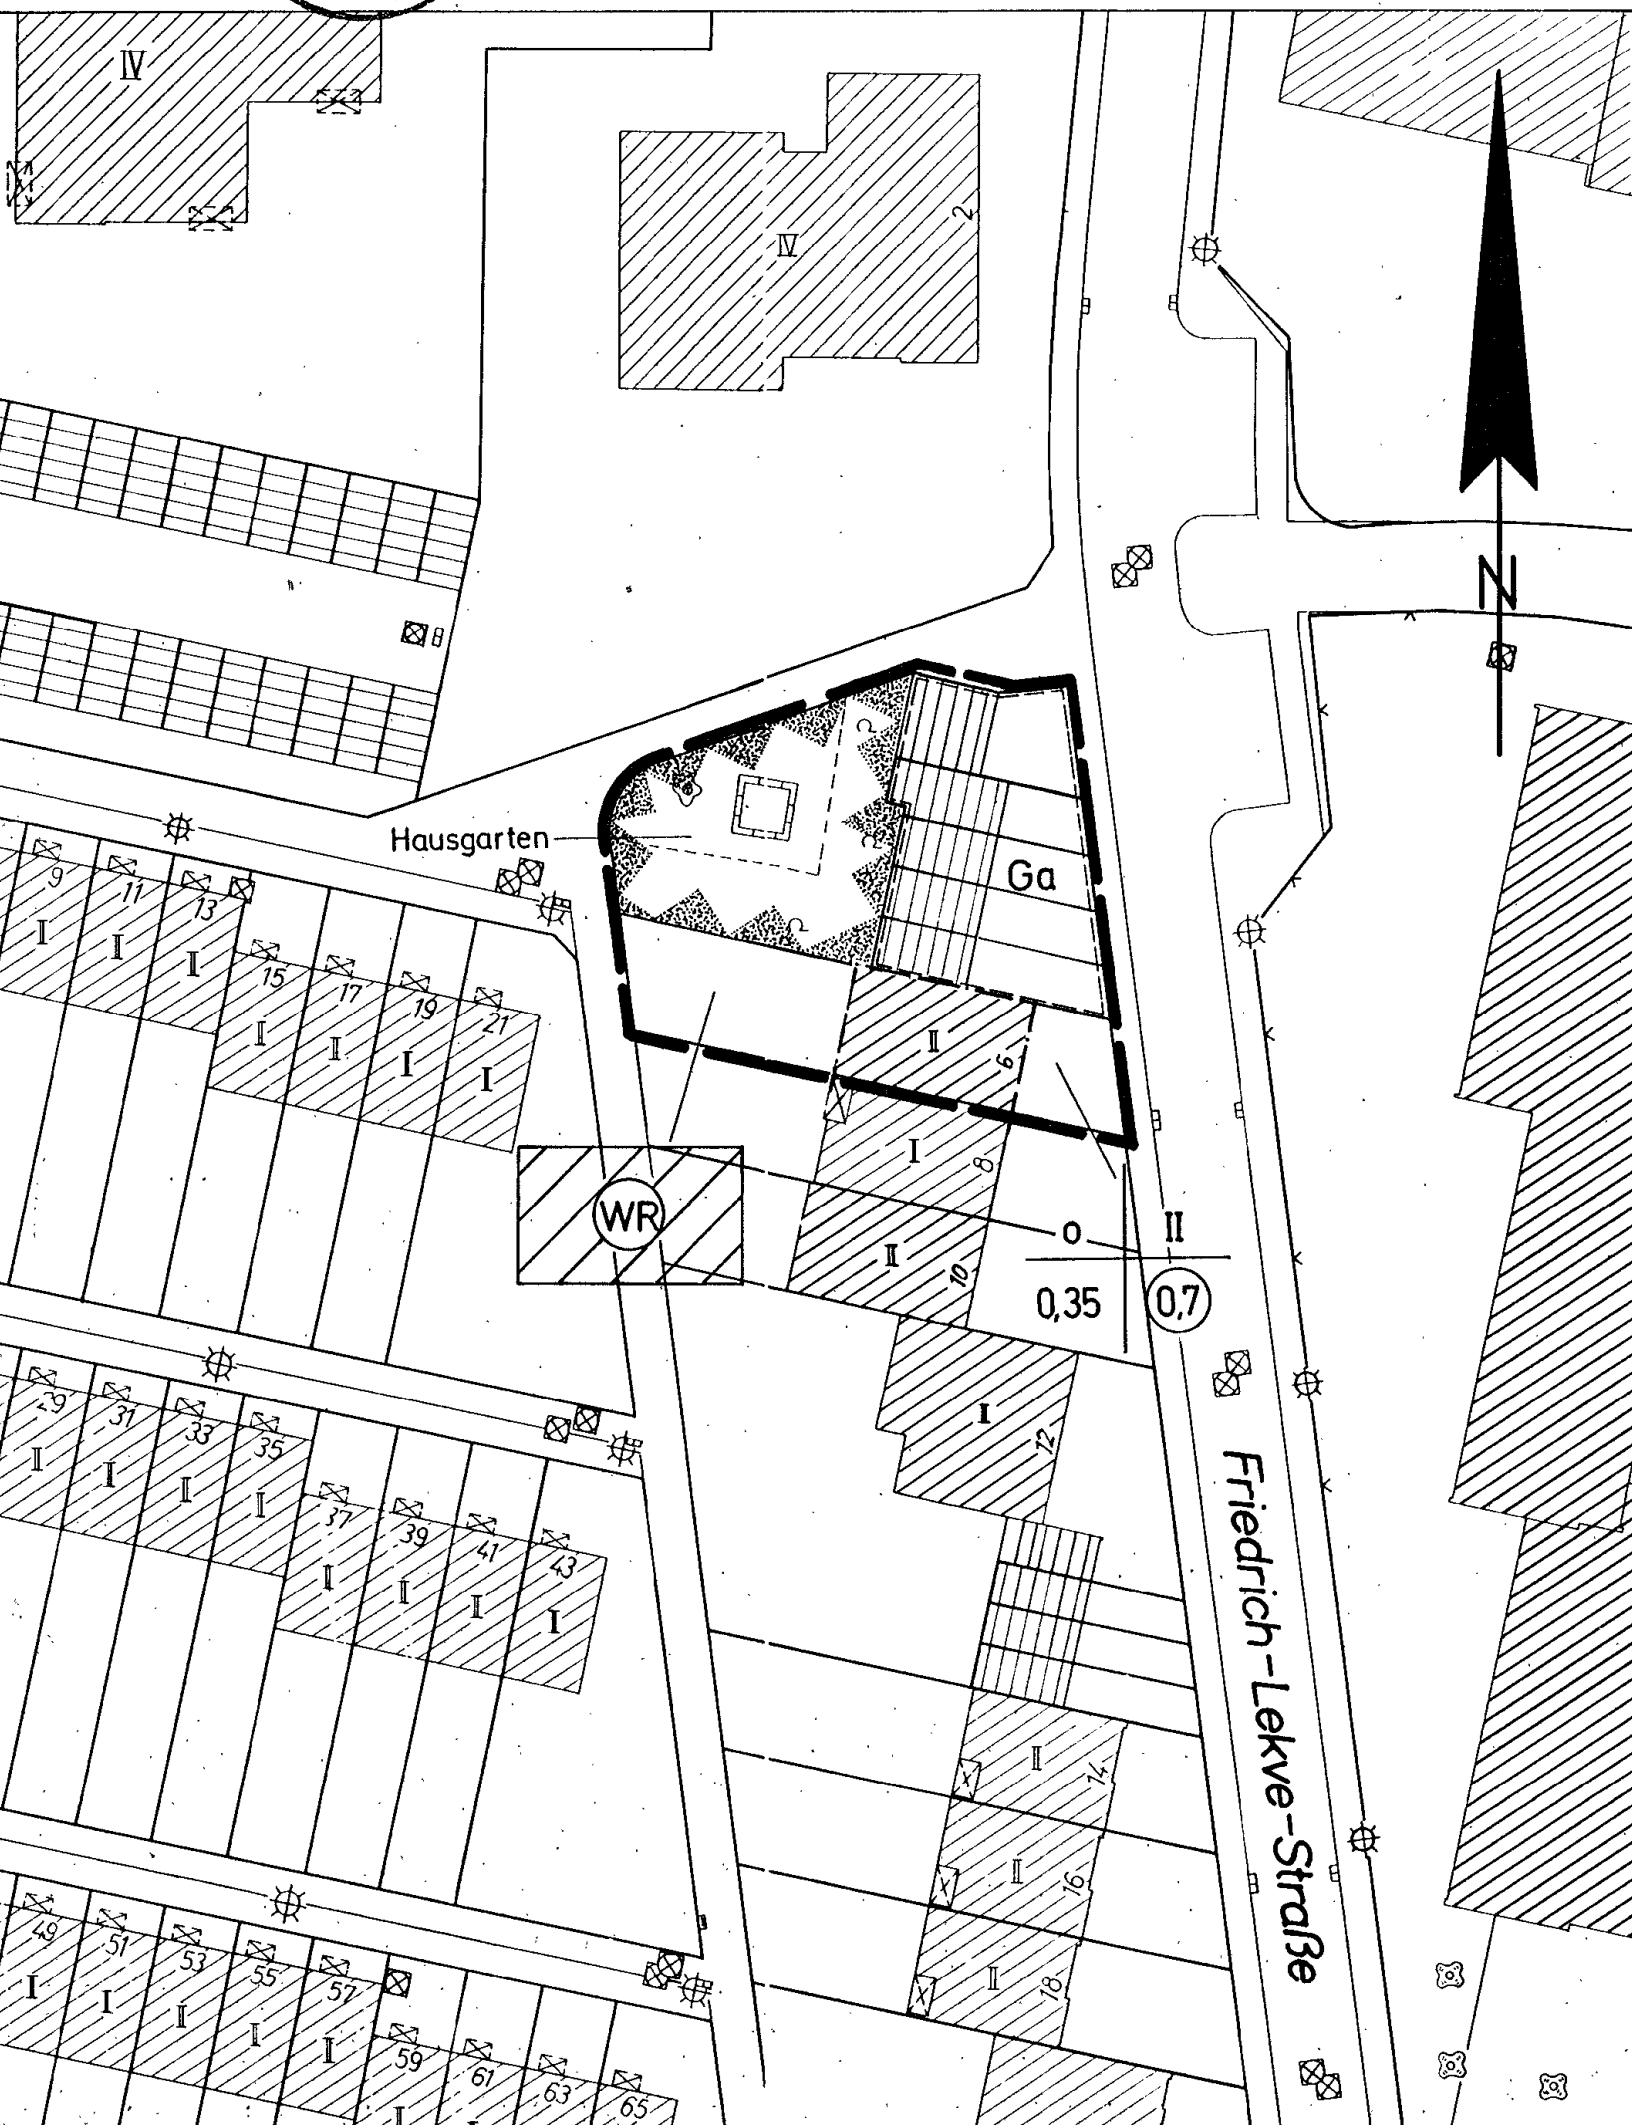 IV
IV
2
N
Hausgarten
Ga
9
11
13
I
I
I
15
17
19
21
I
I
I
I
II
6
I
8
WR
o
II
II
10
0,35
0,7
I
12
29
31
33
35
I
I
I
I
37
39
41
43
I
I
I
I
Friedrich-Lekve-Straße
II
14
II
16
II
18
49
51
53
55
57
I
I
I
I
I
59
61
63
65
I